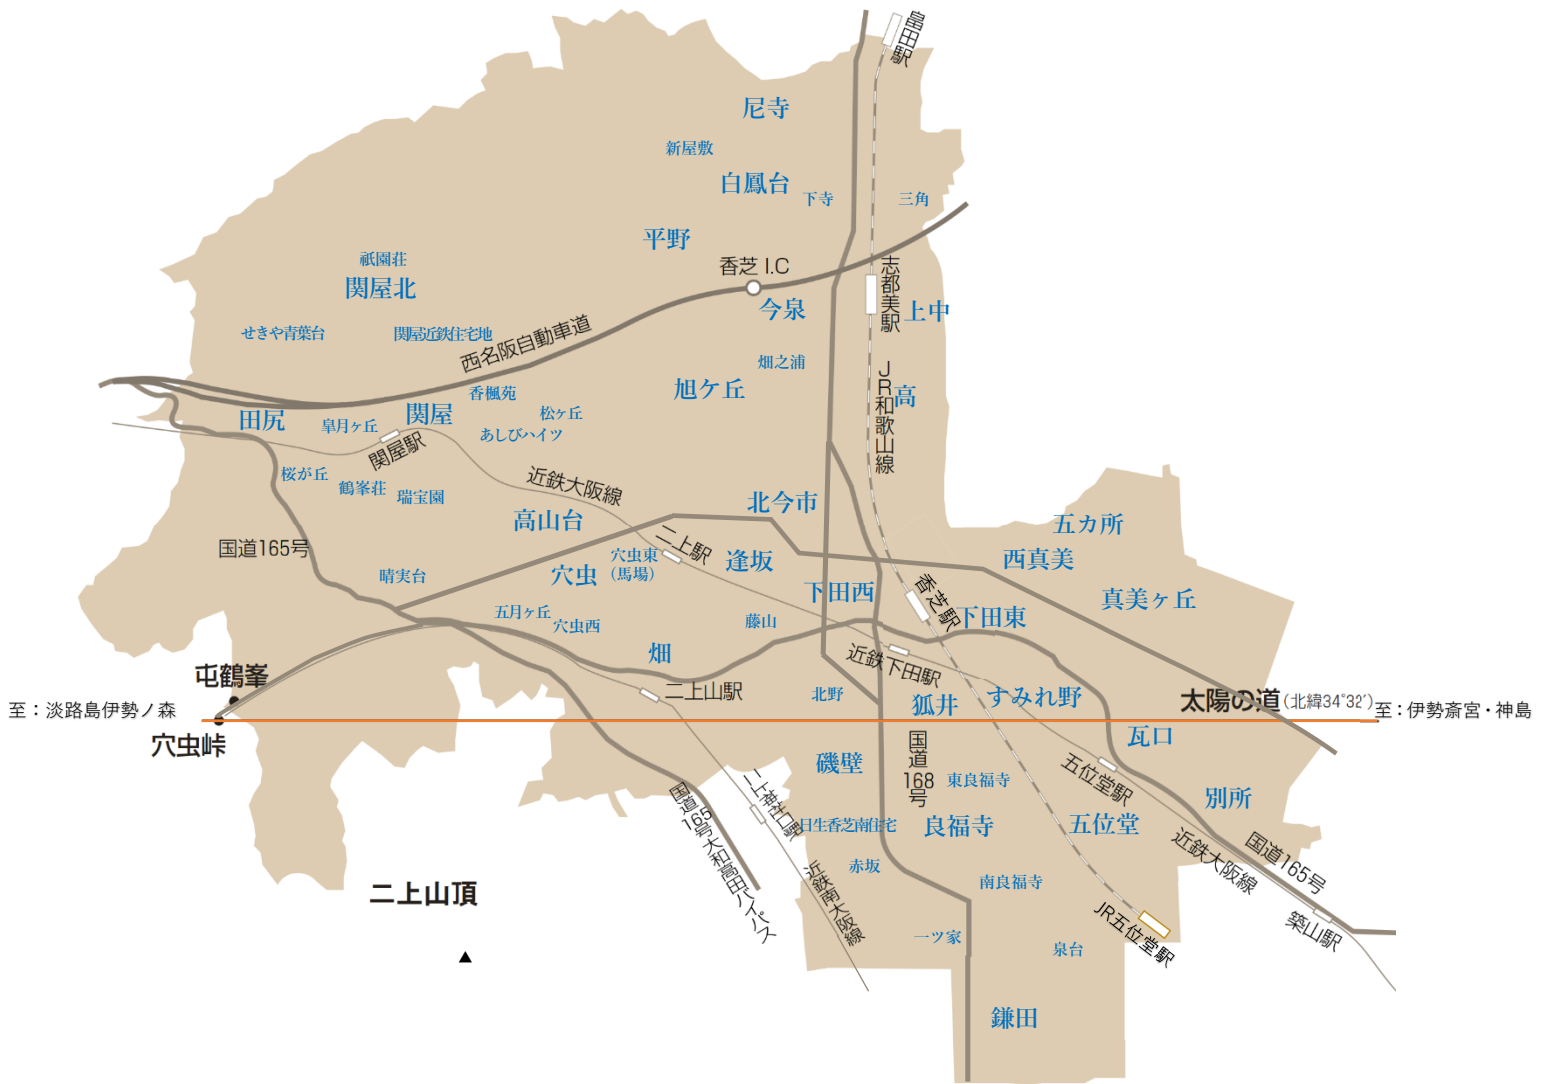 畠田駅
尼寺
新屋敷
白鳳台
下寺
三角
平野
祇園荘
香芝 I.C
志都美駅
関屋北
今泉
上中
せきや青葉台
関屋近鉄住宅地
西名阪自動車道
畑之浦
旭ケ丘
JR和歌山線
高
香楓苑
田尻
皐月ヶ丘
関屋
松ヶ丘
あしびハイツ
関屋駅
桜が丘
鶴峯荘
瑞宝園
近鉄大阪線
北今市
高山台
五カ所
国道165号
二上駅
穴虫東
（馬場）
逢坂
西真美
晴実台
穴虫
下田西
香芝駅
真美ヶ丘
五月ヶ丘
穴虫西
藤山
下田東
畑
近鉄下田駅
屯鶴峯
二上山駅
北野
狐井
すみれ野
太陽の道(北緯34°32′)
至：淡路島伊勢ノ森
至：伊勢斎宮・神島
穴虫峠
瓦口
国道168号
磯壁
東良福寺
五位堂駅
二上神社口駅
国道165号大和高田バイパス
別所
日生香芝南住宅
良福寺
五位堂
近鉄大阪線
国道165号
赤坂
南良福寺
近鉄南大阪線
二上山頂
JR五位堂駅
築山駅
一ツ家
泉台
鎌田